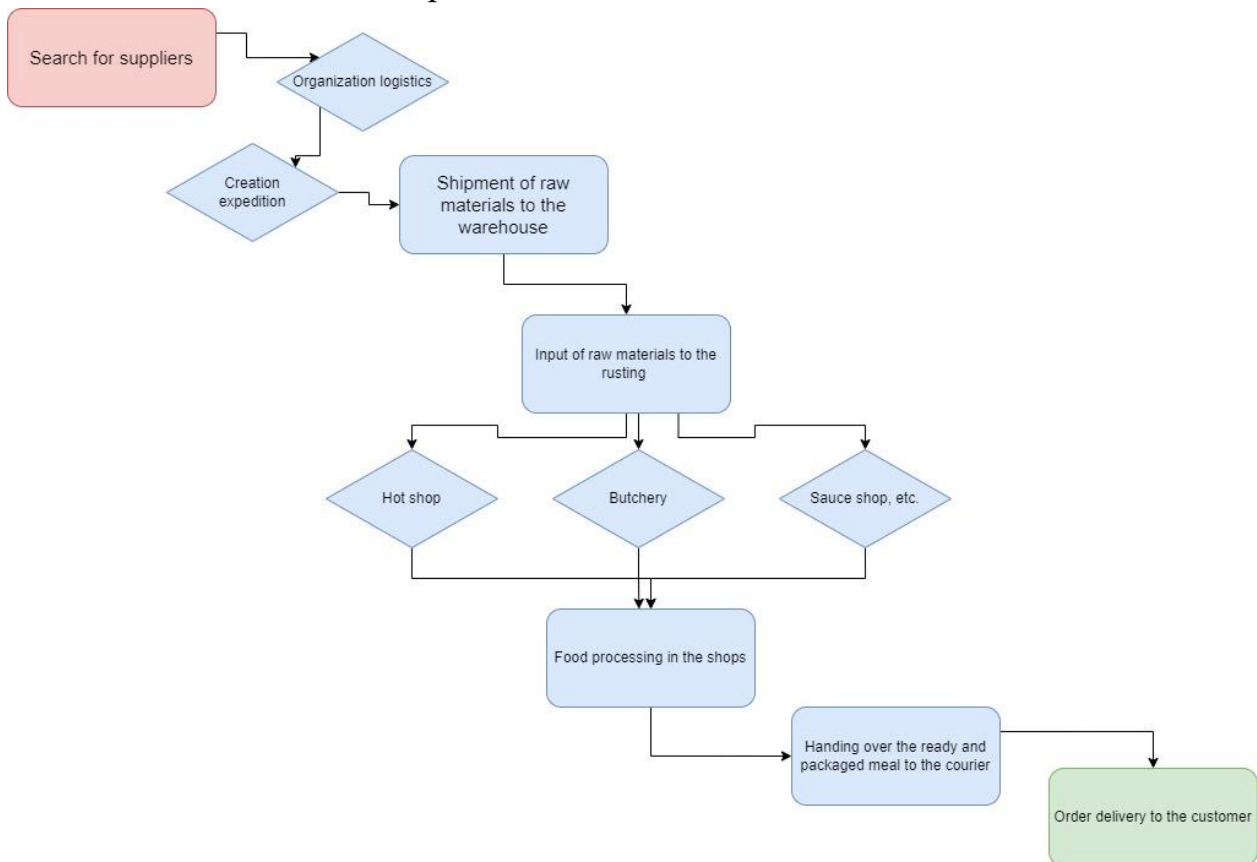 Search for suppliers
Organization logistics
Creation
expedition
Shipment of raw
materials to the
warehouse
Input of raw materials to the
rusting
Hot shop
Butchery
Sauce shop, etc.
Food processing in the shops
Handing over the ready and
packaged meal to the courier
Order delivery to the customer